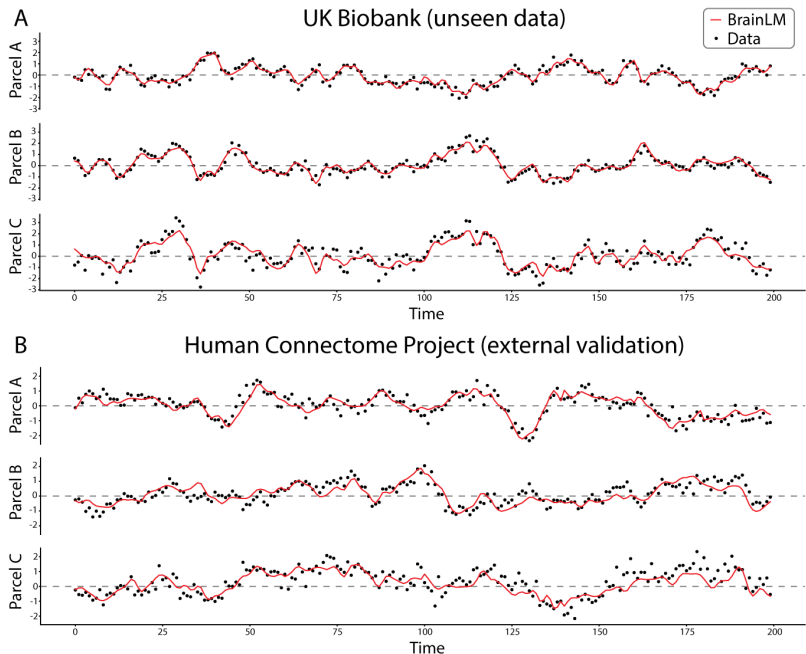 A
UK Biobank (unseen data)
BrainLM
Data
Parcel A
3
2
1
0
-1
-2
-3
Parcel B
3
2
1
0
-1
-2
-3
Parcel C
3
2
1
0
-1
-2
-3
0 25 50 75 100 125 150 175 200
Time
B
Human Connectome Project (external validation)
Parcel A
2
1
0
-1
-2
Parcel B
2
1
0
-1
-2
Parcel C
2
1
0
-1
-2
0 25 50 75 100 125 150 175 200
Time